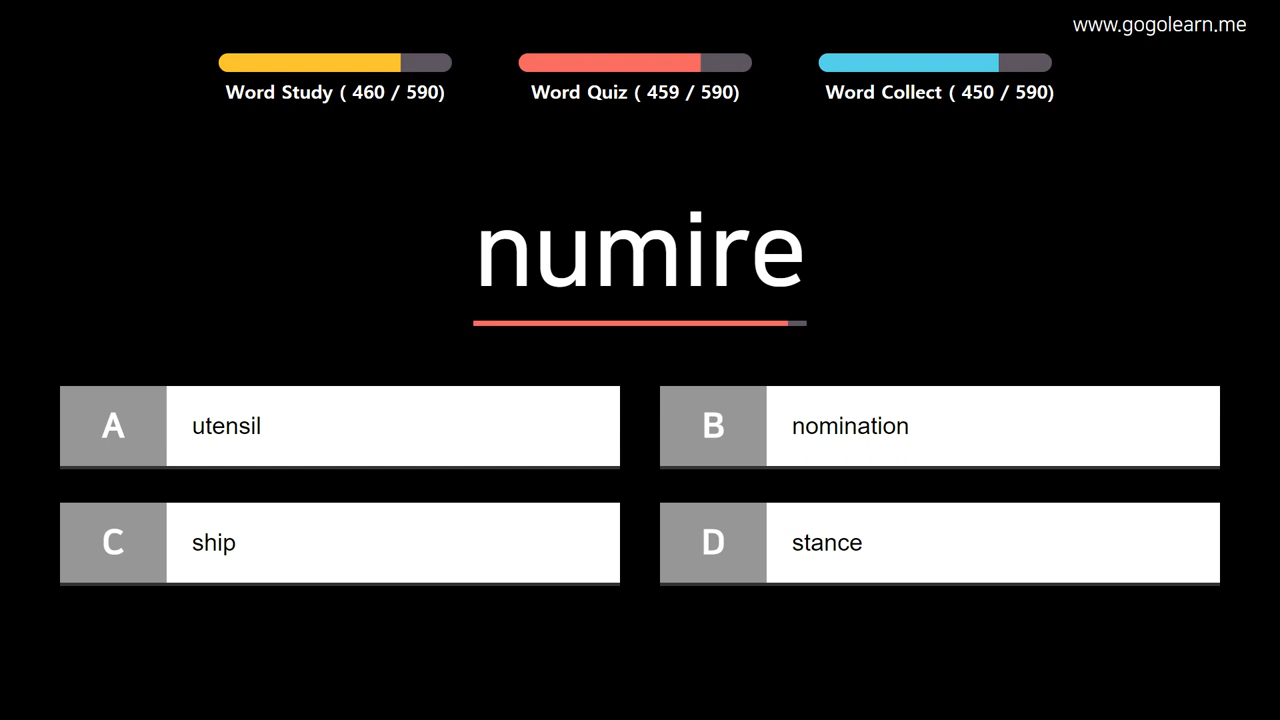 www.gogolearn.me
Word Study ( 460 / 590)
Word Quiz ( 459 / 590)
Word Collect ( 450 / 590)
numire
A utensil
B nomination
C ship
D stance